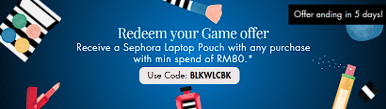 Offer ending in 5 days!
Redeem your Game offer
Receive a Sephora Laptop Pouch with any purchase
with min spend of RM80.*
Use Code: BLKWLCBK